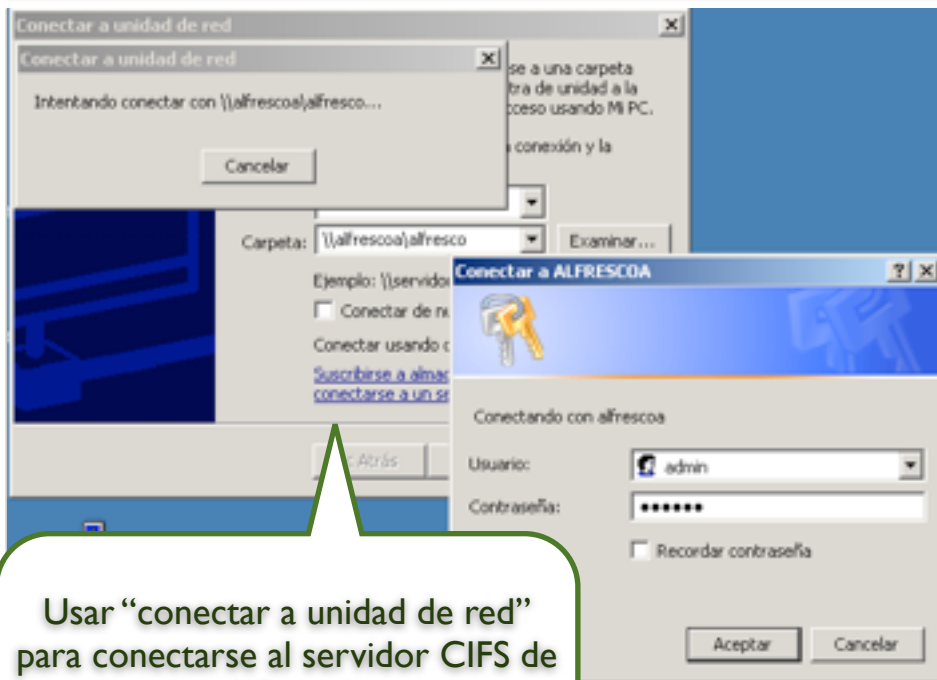 Conectar a unidad de red
Conectar a unidad de red
Intentando conectar con \\alfrescoa\alfresco...
Cancelar
se a una carpeta
tra de unidad a la
cceso usando Mi PC.
conexión y la
Carpeta: \\alfrescoa\alfresco Examinar...
Ejemplo: \\servidor
Conectar de nu
Conectar usando
Suscribirse a almac
conectarse a un se
Atrás
Conectar a ALFRESCOA
Conectando con alfrescoa
Usuario: admin
Contraseña: ••••••
Recordar contraseña
Aceptar Cancelar
Usar “conectar a unidad de red”
para conectarse al servidor CIFS de